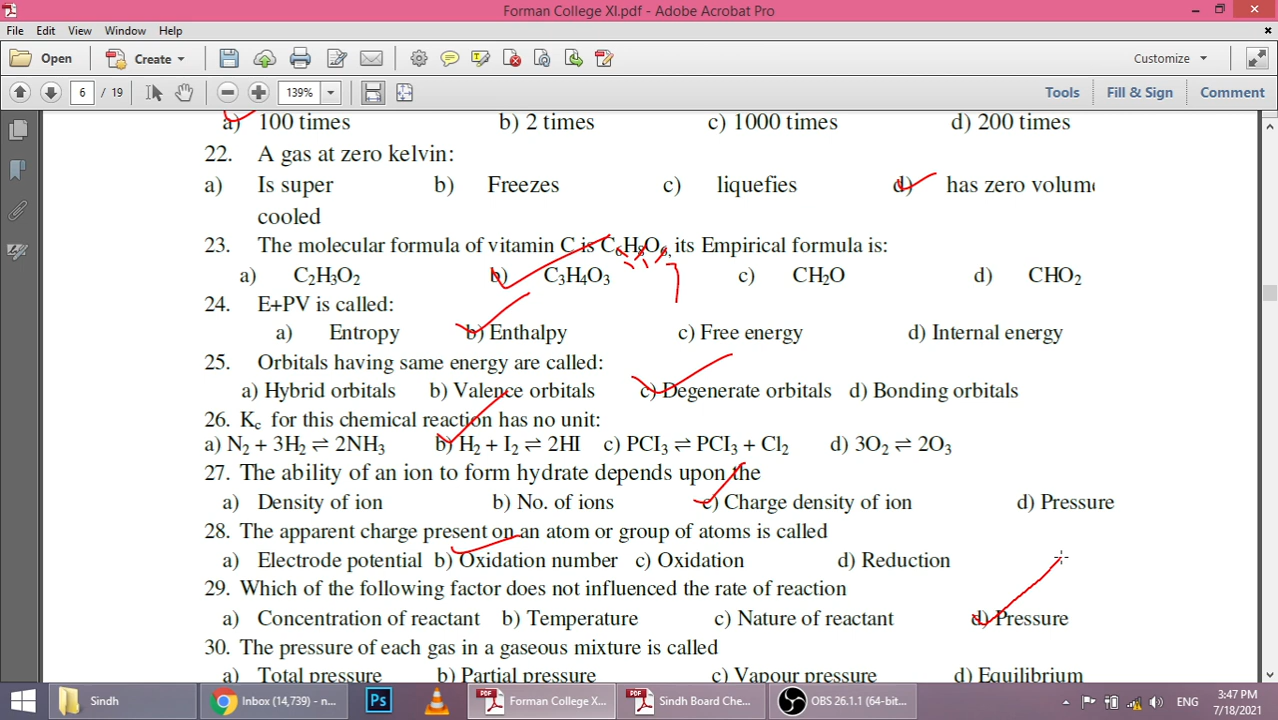 Forman College XI.pdf - Adobe Acrobat Pro
File Edit View Window Help
Open Create Customize
6 / 19 139% Tools Fill & Sign Comment
a) 100 times b) 2 times c) 1000 times d) 200 times
22. A gas at zero kelvin:
a) Is super b) Freezes c) liquefies d) has zero volum
cooled
23. The molecular formula of vitamin C is C₆H₈O₆, its Empirical formula is:
a) C₂H₃O₂ b) C₃H₄O₃ c) CH₂O d) CHO₂
24. E+PV is called:
a) Entropy b) Enthalpy c) Free energy d) Internal energy
25. Orbitals having same energy are called:
a) Hybrid orbitals b) Valence orbitals c) Degenerate orbitals d) Bonding orbitals
26. K꜀ for this chemical reaction has no unit:
a) N₂ + 3H₂ ⇌ 2NH₃ b) H₂ + I₂ ⇌ 2HI c) PCI₃ ⇌ PCI₃ + Cl₂ d) 3O₂ ⇌ 2O₃
27. The ability of an ion to form hydrate depends upon the
a) Density of ion b) No. of ions c) Charge density of ion d) Pressure
28. The apparent charge present on an atom or group of atoms is called
a) Electrode potential b) Oxidation number c) Oxidation d) Reduction
29. Which of the following factor does not influenced the rate of reaction
a) Concentration of reactant b) Temperature c) Nature of reactant d) Pressure
30. The pressure of each gas in a gaseous mixture is called
a) Total pressure b) Partial pressure c) Vapour pressure d) Equilibrium
Sindh Inbox (14,739) - n... Ps Forman College XI.p... Sindh Board Che... OBS 26.1.1 (64-bit... ENG 3:47 PM
7/18/2021